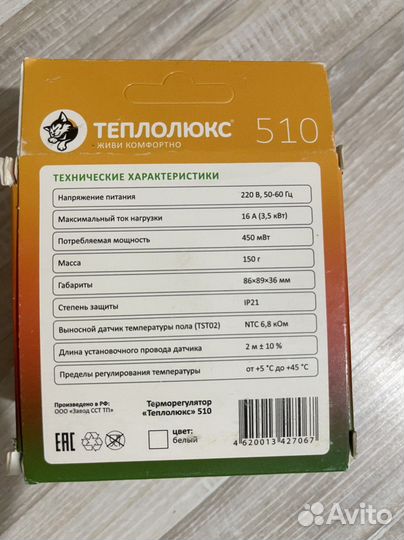 ТЕПЛОЛЮКС®
ЖИВИ КОМФОРТНО
510
ТЕХНИЧЕСКИЕ ХАРАКТЕРИСТИКИ
Напряжение питания 220 В, 50-60 Гц
Максимальный ток нагрузки 16 А (3,5 кВт)
Потребляемая мощность 450 мВт
Масса 150 г
Габариты 86×89×36 мм
Степень защиты IP21
Выносной датчик температуры пола (TST02) NTC 6,8 кОм
Длина установочного провода датчика 2 м ± 10 %
Пределы регулирования температуры от +5 °С до +45 °С
Произведено в РФ:
ООО «Завод ССТ ТП»
Терморегулятор
«Теплолюкс» 510
EAC
цвет:
белый
4 620013 427067
Avito